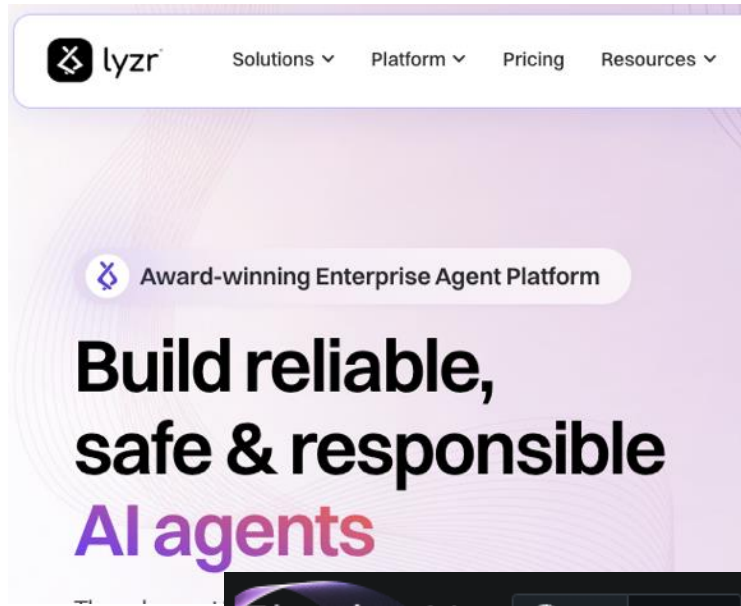 lyzr
Solutions
Platform
Pricing
Resources
Award-winning Enterprise Agent Platform
Build reliable,
safe & responsible
AI agents